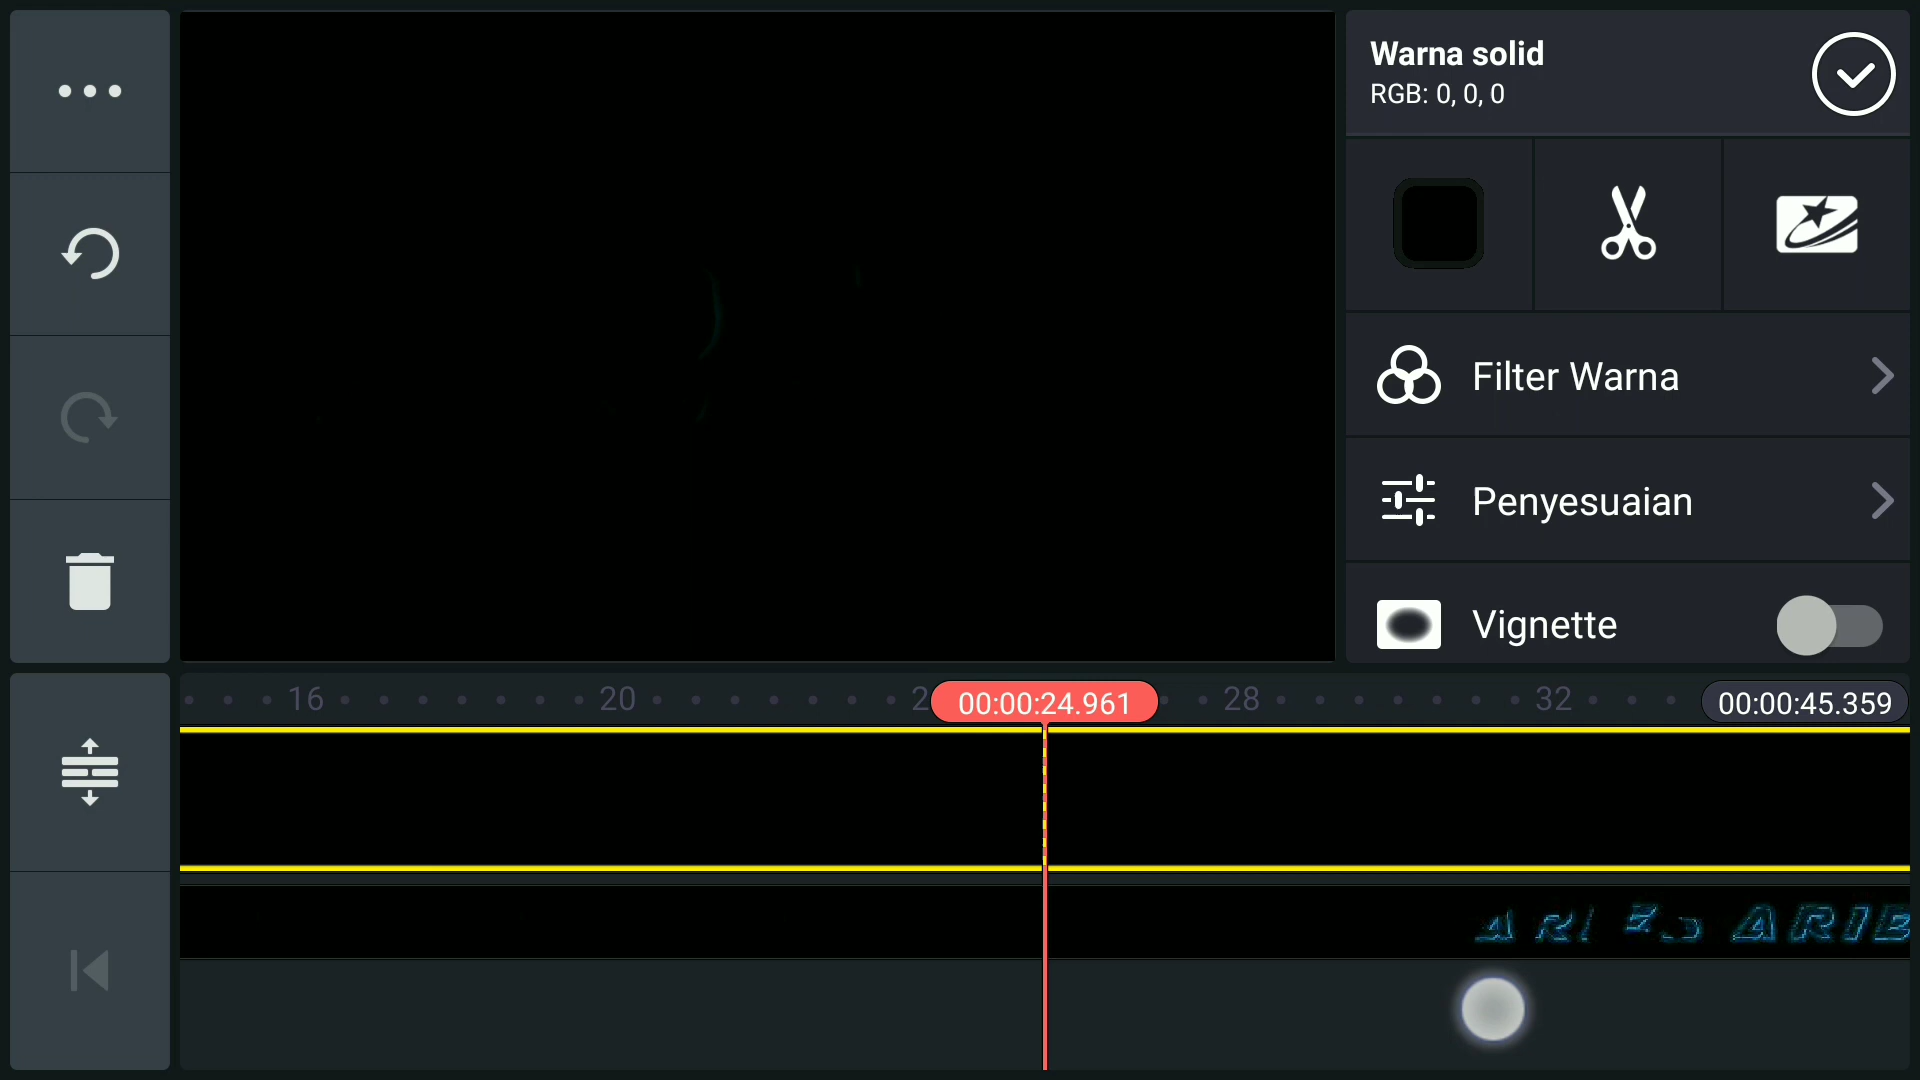 Warna solid
RGB: 0, 0, 0
Filter Warna
Penyesuaian
Vignette
16 20 2 00:00:24.961 28 32 00:00:45.359
ARIB